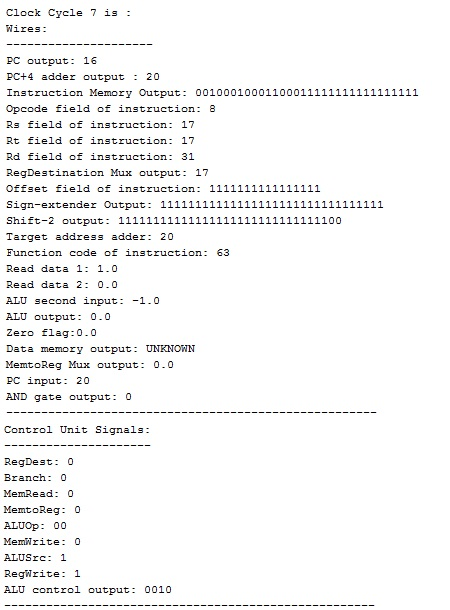 Clock Cycle 7 is :
Wires:
---------------------
PC output: 16
PC+4 adder output : 20
Instruction Memory Output: 00100010001100011111111111111111
Opcode field of instruction: 8
Rs field of instruction: 17
Rt field of instruction: 17
Rd field of instruction: 31
RegDestination Mux output: 17
Offset field of instruction: 1111111111111111
Sign-extender Output: 11111111111111111111111111111111
Shift-2 output: 11111111111111111111111111111100
Target address adder: 20
Function code of instruction: 63
Read data 1: 1.0
Read data 2: 0.0
ALU second input: -1.0
ALU output: 0.0
Zero flag:0.0
Data memory output: UNKNOWN
MemtoReg Mux output: 0.0
PC input: 20
AND gate output: 0
-----------------------------------------------------
Control Unit Signals:
---------------------
RegDest: 0
Branch: 0
MemRead: 0
MemtoReg: 0
ALUOp: 00
MemWrite: 0
ALUSrc: 1
RegWrite: 1
ALU control output: 0010
-----------------------------------------------------